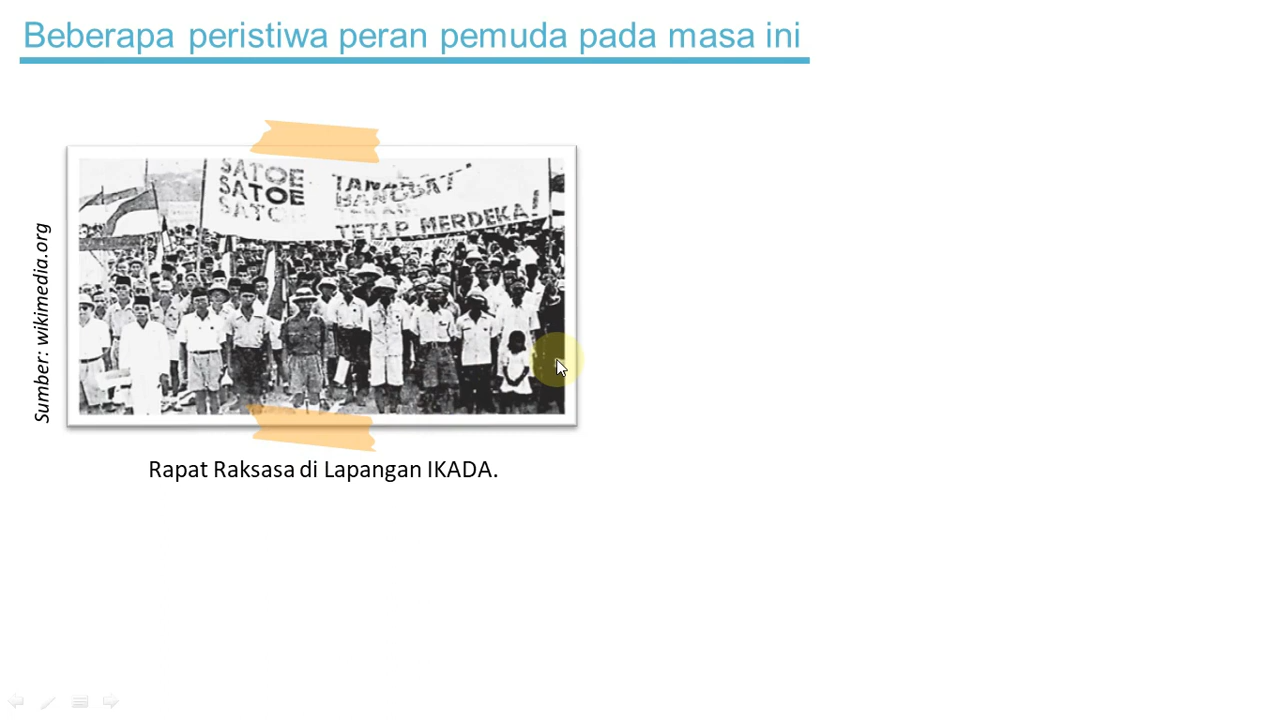 Beberapa peristiwa peran pemuda pada masa ini
SATOE
SATOE
SATOE
BANGSA!
TETAP MERDEKA!
Sumber: wikimedia.org
Rapat Raksasa di Lapangan IKADA.